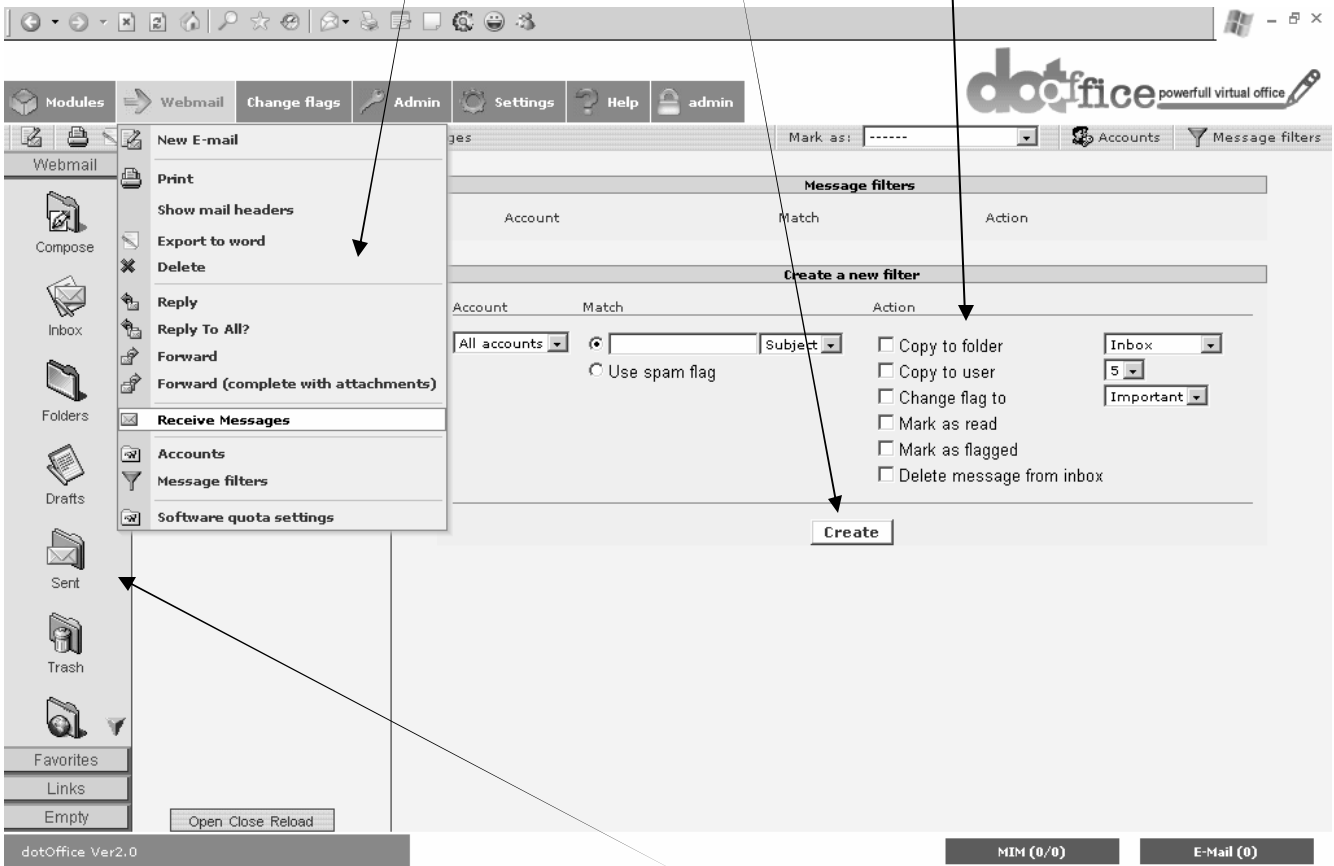 dotoffice powerfull virtual office
Modules Webmail Change flags Admin Settings Help admin
ges Mark as: ------ Accounts Message filters
Webmail
New E-mail
Print
Show mail headers
Export to word
Delete
Reply
Reply To All?
Forward
Forward (complete with attachments)
Receive Messages
Accounts
Message filters
Software quota settings
Compose
Inbox
Folders
Drafts
Sent
Trash
Favorites
Links
Empty
Message filters
Account Match Action
Create a new filter
Account Match Action
All accounts Subject Copy to folder Inbox
Use spam flag Copy to user 5
Change flag to Important
Mark as read
Mark as flagged
Delete message from inbox
Create
Open Close Reload
dotOffice Ver2.0 MIM (0/0) E-Mail (0)